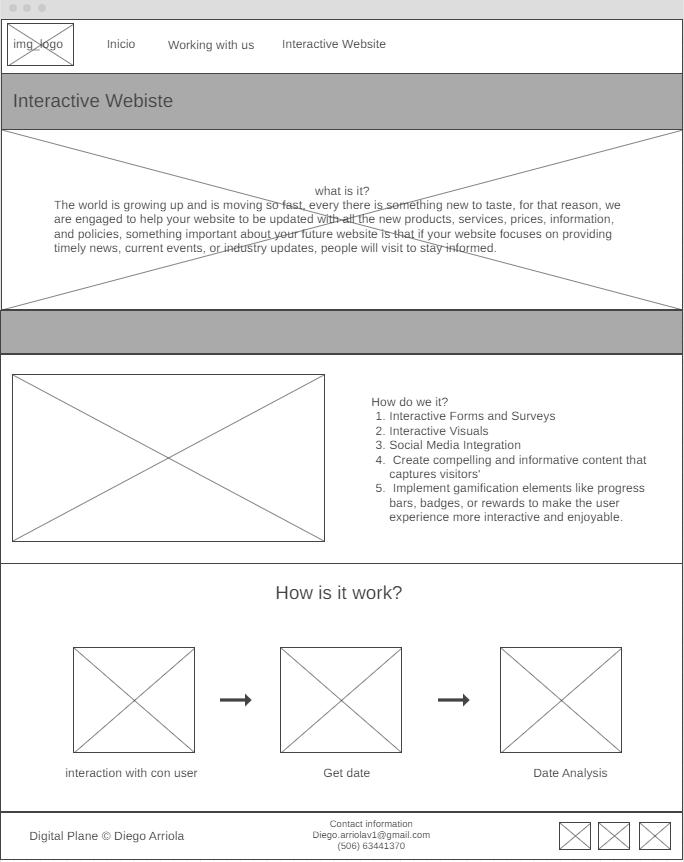 img_logo
Inicio
Working with us
Interactive Website
Interactive Webiste
what is it?
The world is growing up and is moving so fast, every there is something new to taste, for that reason, we
are engaged to help your website to be updated with all the new products, services, prices, information,
and policies, something important about your future website is that if your website focuses on providing
timely news, current events, or industry updates, people will visit to stay informed.
How do we it?
1. Interactive Forms and Surveys
2. Interactive Visuals
3. Social Media Integration
4. Create compelling and informative content that
captures visitors'
5. Implement gamification elements like progress
bars, badges, or rewards to make the user
experience more interactive and enjoyable.
How is it work?
interaction with con user
Get date
Date Analysis
Digital Plane © Diego Arriola
Contact information
Diego.arriolav1@gmail.com
(506) 63441370